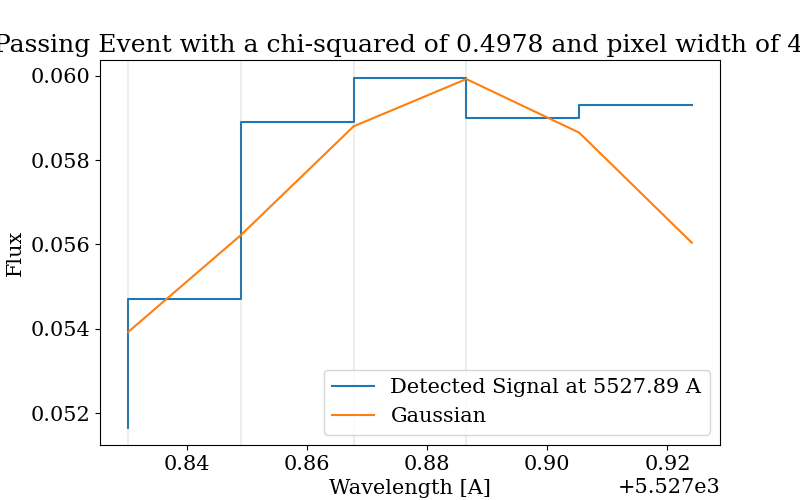 Passing Event with a chi-squared of 0.4978 and pixel width of 4
0.060
0.058
0.056
0.054
0.052
Flux
Detected Signal at 5527.89 A
Gaussian
0.84 0.86 0.88 0.90 0.92
Wavelength [A]
+5.527e3